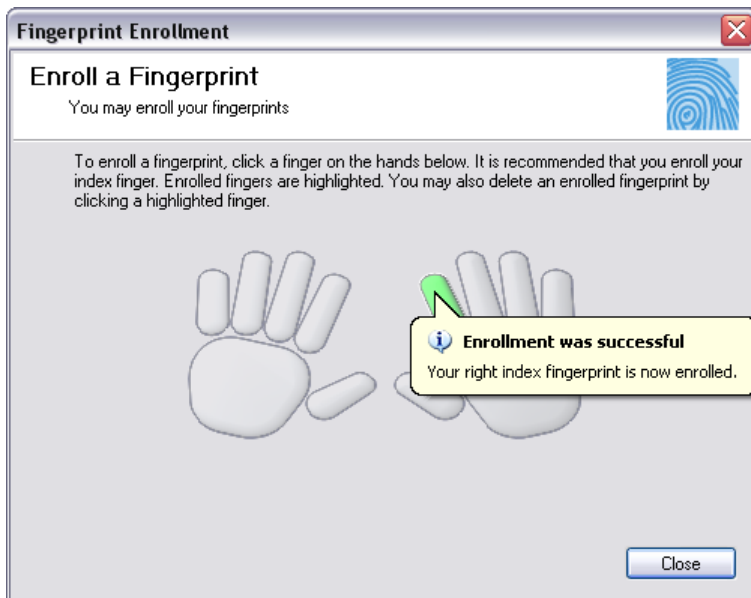 Fingerprint Enrollment
Enroll a Fingerprint
You may enroll your fingerprints
To enroll a fingerprint, click a finger on the hands below. It is recommended that you enroll your
index finger. Enrolled fingers are highlighted. You may also delete an enrolled fingerprint by
clicking a highlighted finger.
Enrollment was successful
Your right index fingerprint is now enrolled.
Close